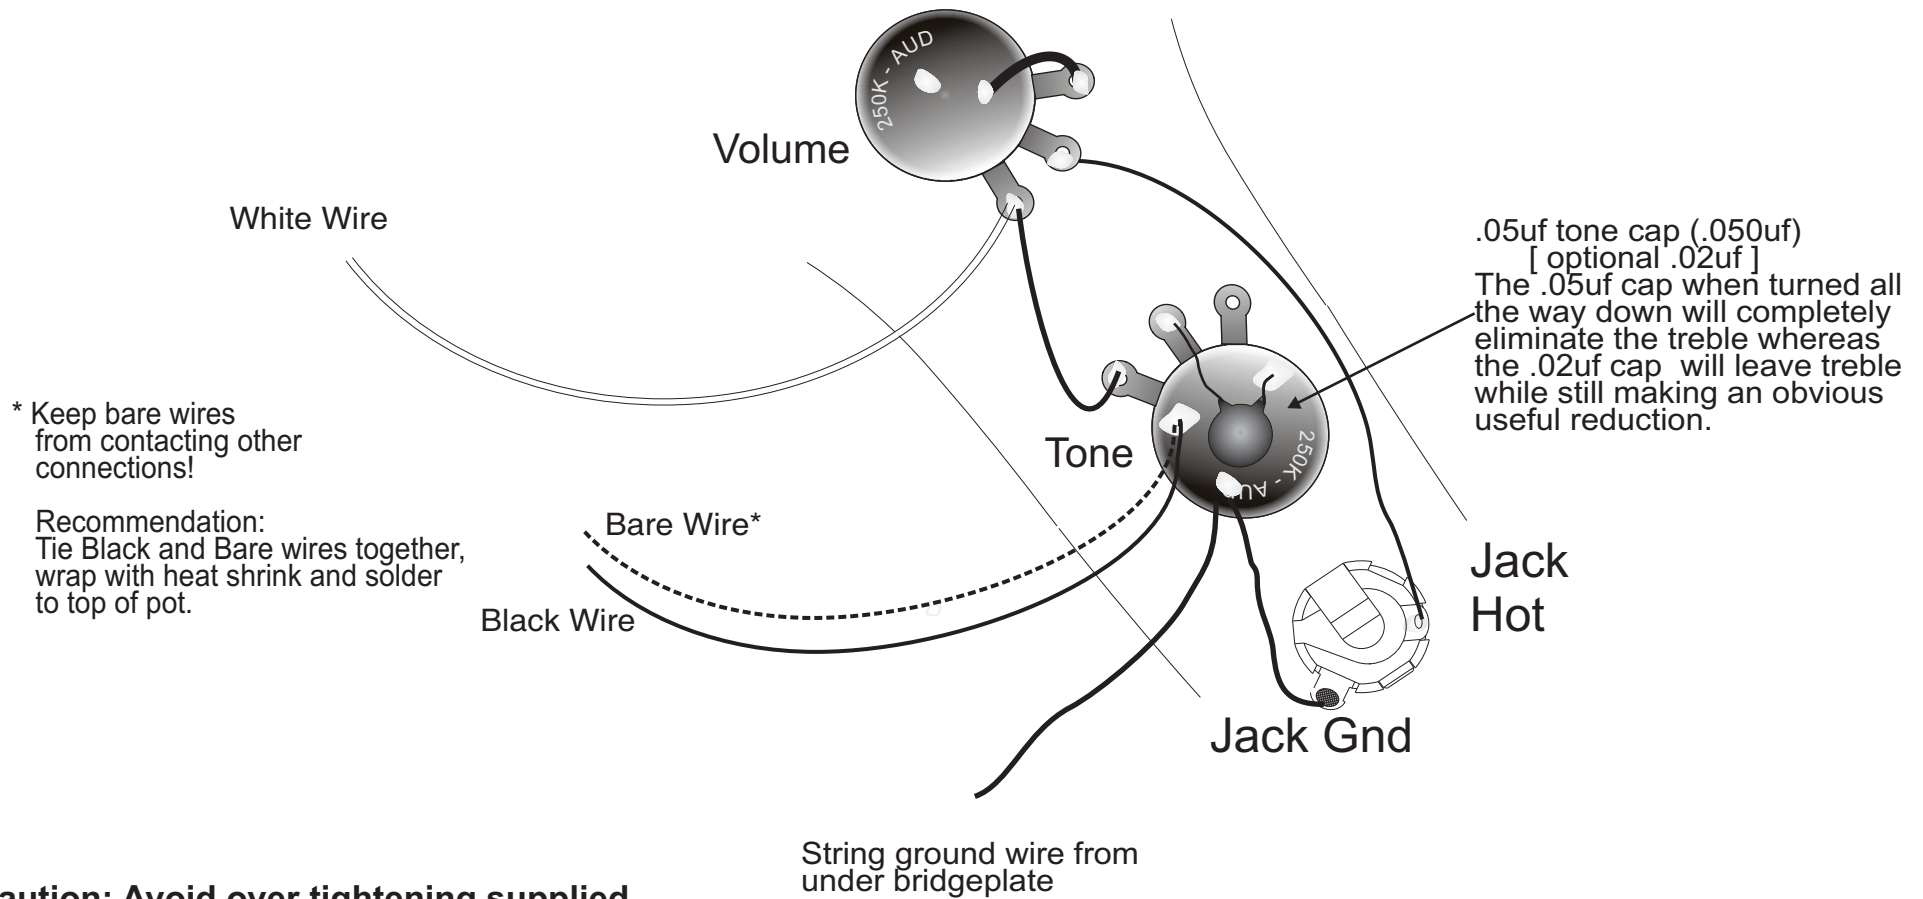 250K - AUD
Volume
White Wire
.05uf tone cap (.050uf)
[ optional .02uf ]
The .05uf cap when turned all
the way down will completely
eliminate the treble whereas
the .02uf cap will leave treble
while still making an obvious
useful reduction.
* Keep bare wires
from contacting other
connections!
Recommendation:
Tie Black and Bare wires together,
wrap with heat shrink and solder
to top of pot.
Tone
250K - AUD
Bare Wire*
Black Wire
Jack
Hot
Jack Gnd
String ground wire from
under bridgeplate
Avoid over tightening supplied